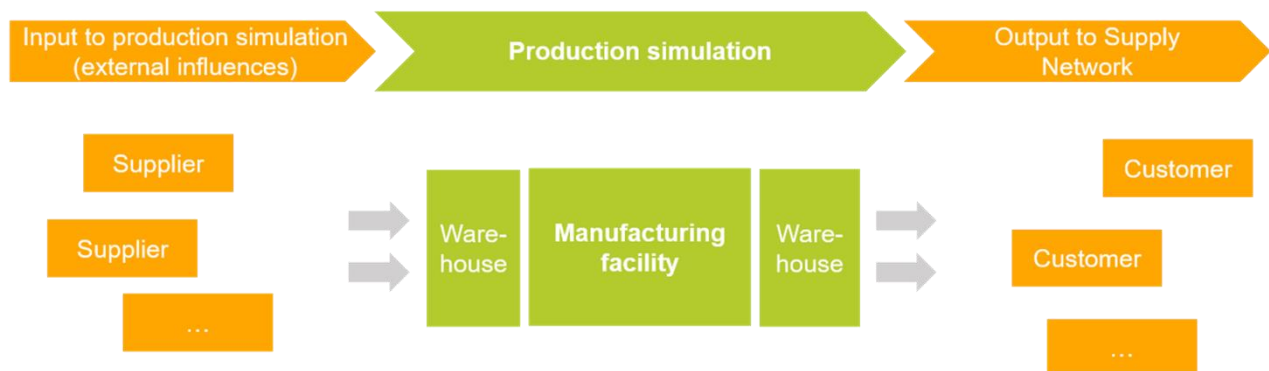 Input to production simulation
(external influences)
Production simulation
Output to Supply
Network
Supplier
Supplier
...
Ware-
house
Manufacturing
facility
Ware-
house
Customer
Customer
...